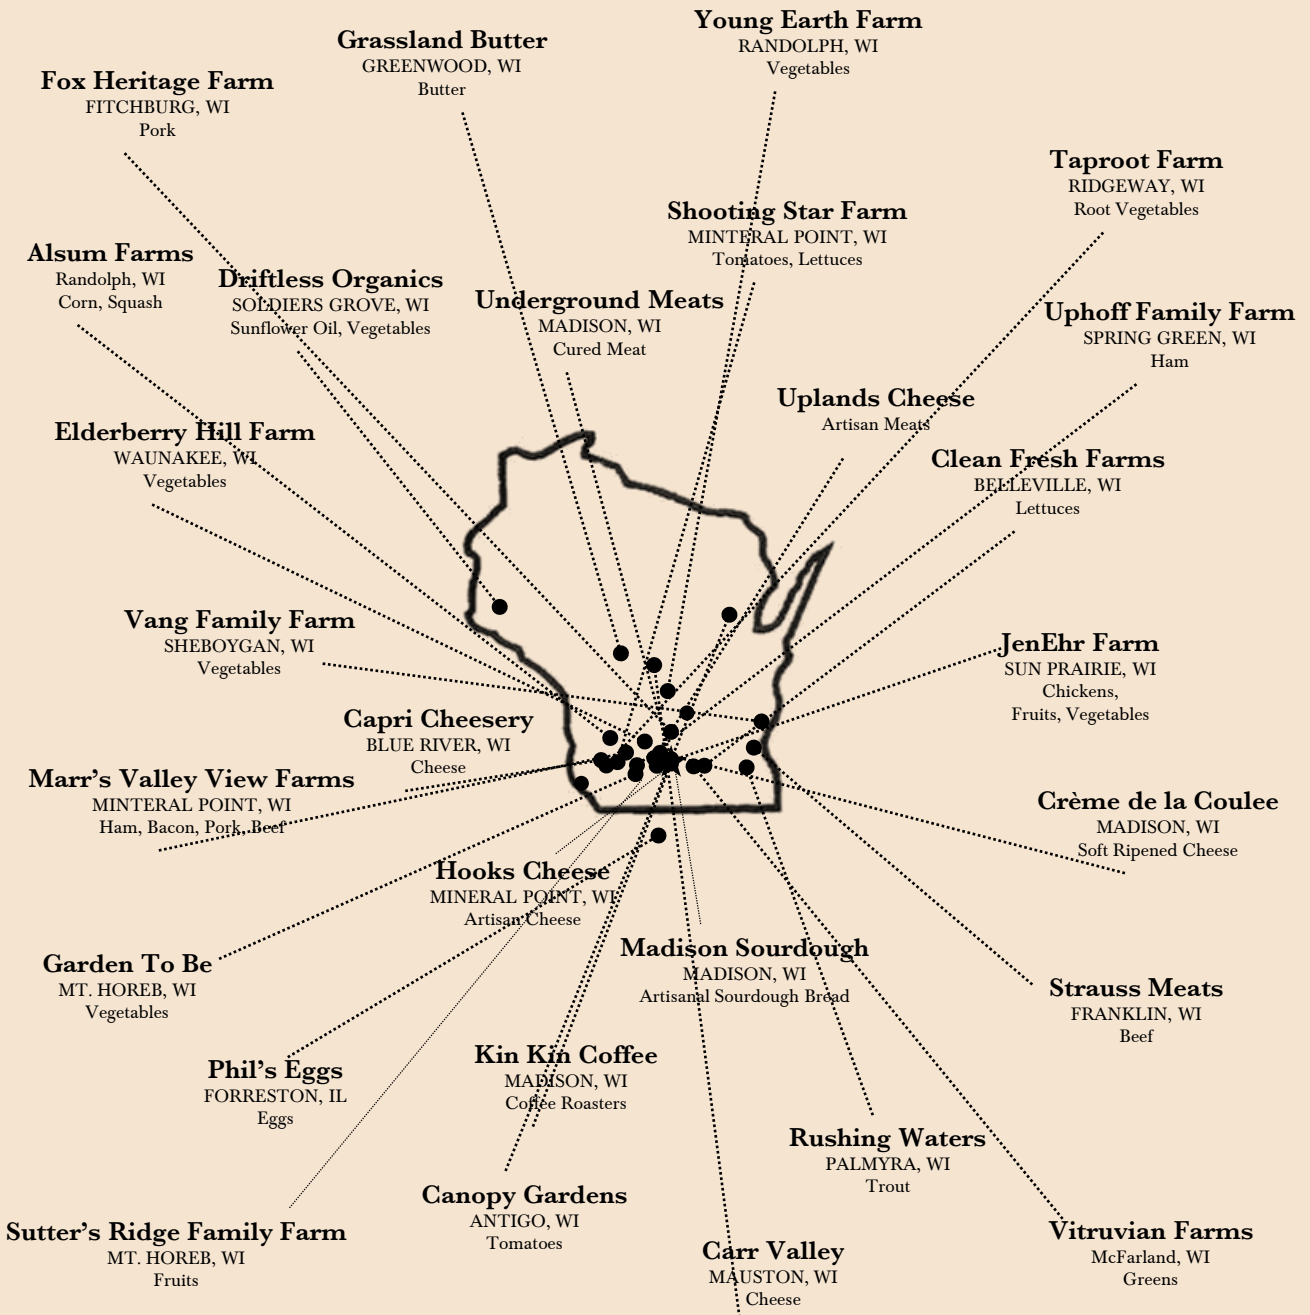 Young Earth Farm
RANDOLPH, WI
Vegetables
Grassland Butter
GREENWOOD, WI
Butter
Fox Heritage Farm
FITCHBURG, WI
Pork
Taproot Farm
RIDGEWAY, WI
Root Vegetables
Shooting Star Farm
MINTERAL POINT, WI
Tomatoes, Lettuces
Alsum Farms
Randolph, WI
Corn, Squash
Driftless Organics
SOLDIERS GROVE, WI
Sunflower Oil, Vegetables
Underground Meats
MADISON, WI
Cured Meat
Uphoff Family Farm
SPRING GREEN, WI
Ham
Uplands Cheese
Artisan Meats
Elderberry Hill Farm
WAUNAKEE, WI
Vegetables
Clean Fresh Farms
BELLEVILLE, WI
Lettuces
Vang Family Farm
SHEBOYGAN, WI
Vegetables
JenEhr Farm
SUN PRAIRIE, WI
Chickens,
Fruits, Vegetables
Capri Cheesery
BLUE RIVER, WI
Cheese
Marr's Valley View Farms
MINTERAL POINT, WI
Ham, Bacon, Pork, Beef
Crème de la Coulee
MADISON, WI
Soft Ripened Cheese
Hooks Cheese
MINERAL POINT, WI
Artisan Cheese
Madison Sourdough
MADISON, WI
Artisanal Sourdough Bread
Garden To Be
MT. HOREB, WI
Vegetables
Strauss Meats
FRANKLIN, WI
Beef
Phil's Eggs
FORRESTON, IL
Eggs
Kin Kin Coffee
MADISON, WI
Coffee Roasters
Rushing Waters
PALMYRA, WI
Trout
Canopy Gardens
ANTIGO, WI
Tomatoes
Sutter's Ridge Family Farm
MT. HOREB, WI
Fruits
Carr Valley
MAUSTON, WI
Cheese
Vitruvian Farms
McFarland, WI
Greens